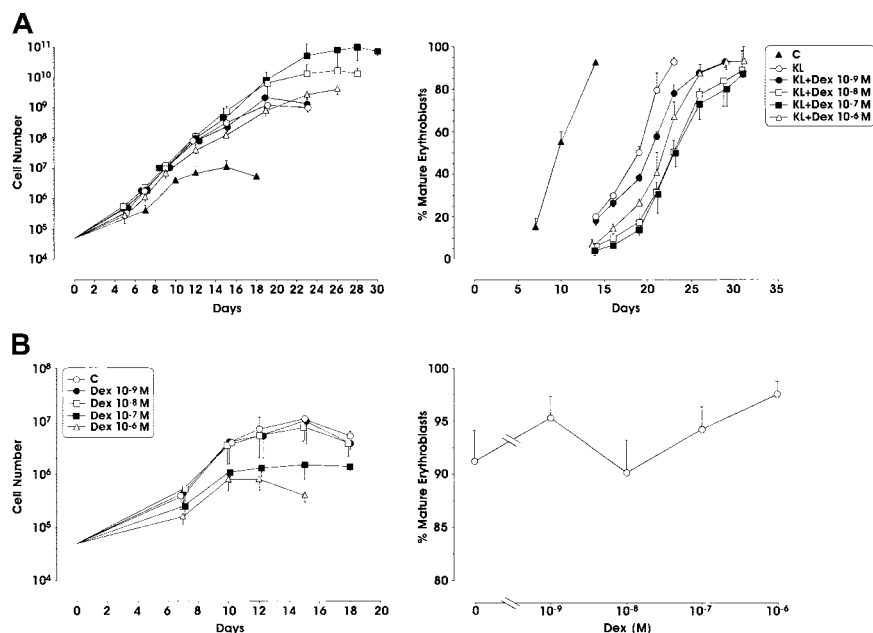 A
Cell Number
10¹¹
10¹⁰
10⁹
10⁸
10⁷
10⁶
10⁵
10⁴
0 2 4 6 8 10 12 14 16 18 20 22 24 26 28 30
Days
% Mature Erythroblasts
100
80
60
40
20
0
0 5 10 15 20 25 30 35
Days
C
KL
KL+Dex 10⁻⁹ M
KL+Dex 10⁻⁸ M
KL+Dex 10⁻⁷ M
KL+Dex 10⁻⁶ M
B
Cell Number
10⁸
10⁷
10⁶
10⁵
10⁴
C
Dex 10⁻⁹ M
Dex 10⁻⁸ M
Dex 10⁻⁷ M
Dex 10⁻⁶ M
0 2 4 6 8 10 12 14 16 18 20
Days
% Mature Erythroblasts
100
95
90
85
80
0 10⁻⁹ 10⁻⁸ 10⁻⁷ 10⁻⁶
Dex (M)